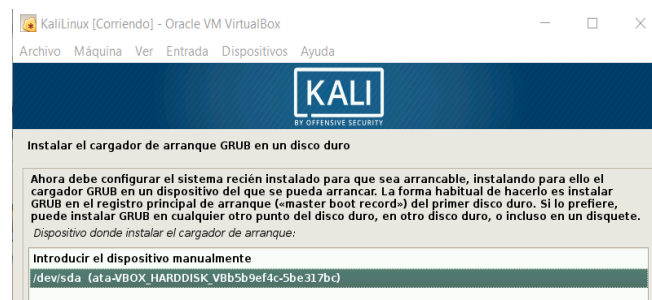 KaliLinux [Corriendo] - Oracle VM VirtualBox
Archivo Máquina Ver Entrada Dispositivos Ayuda
KALI
BY OFFENSIVE SECURITY
Instalar el cargador de arranque GRUB en un disco duro
Ahora debe configurar el sistema recién instalado para que sea arrancable, instalando para ello el
cargador GRUB en un dispositivo del que se pueda arrancar. La forma habitual de hacerlo es instalar
GRUB en el registro principal de arranque («master boot record») del primer disco duro. Si lo prefiere,
puede instalar GRUB en cualquier otro punto del disco duro, en otro disco duro, o incluso en un disquete.
Dispositivo donde instalar el cargador de arranque:
Introducir el dispositivo manualmente
/dev/sda (ata-VBOX_HARDDISK_VBb5b9ef4c-5be317bc)